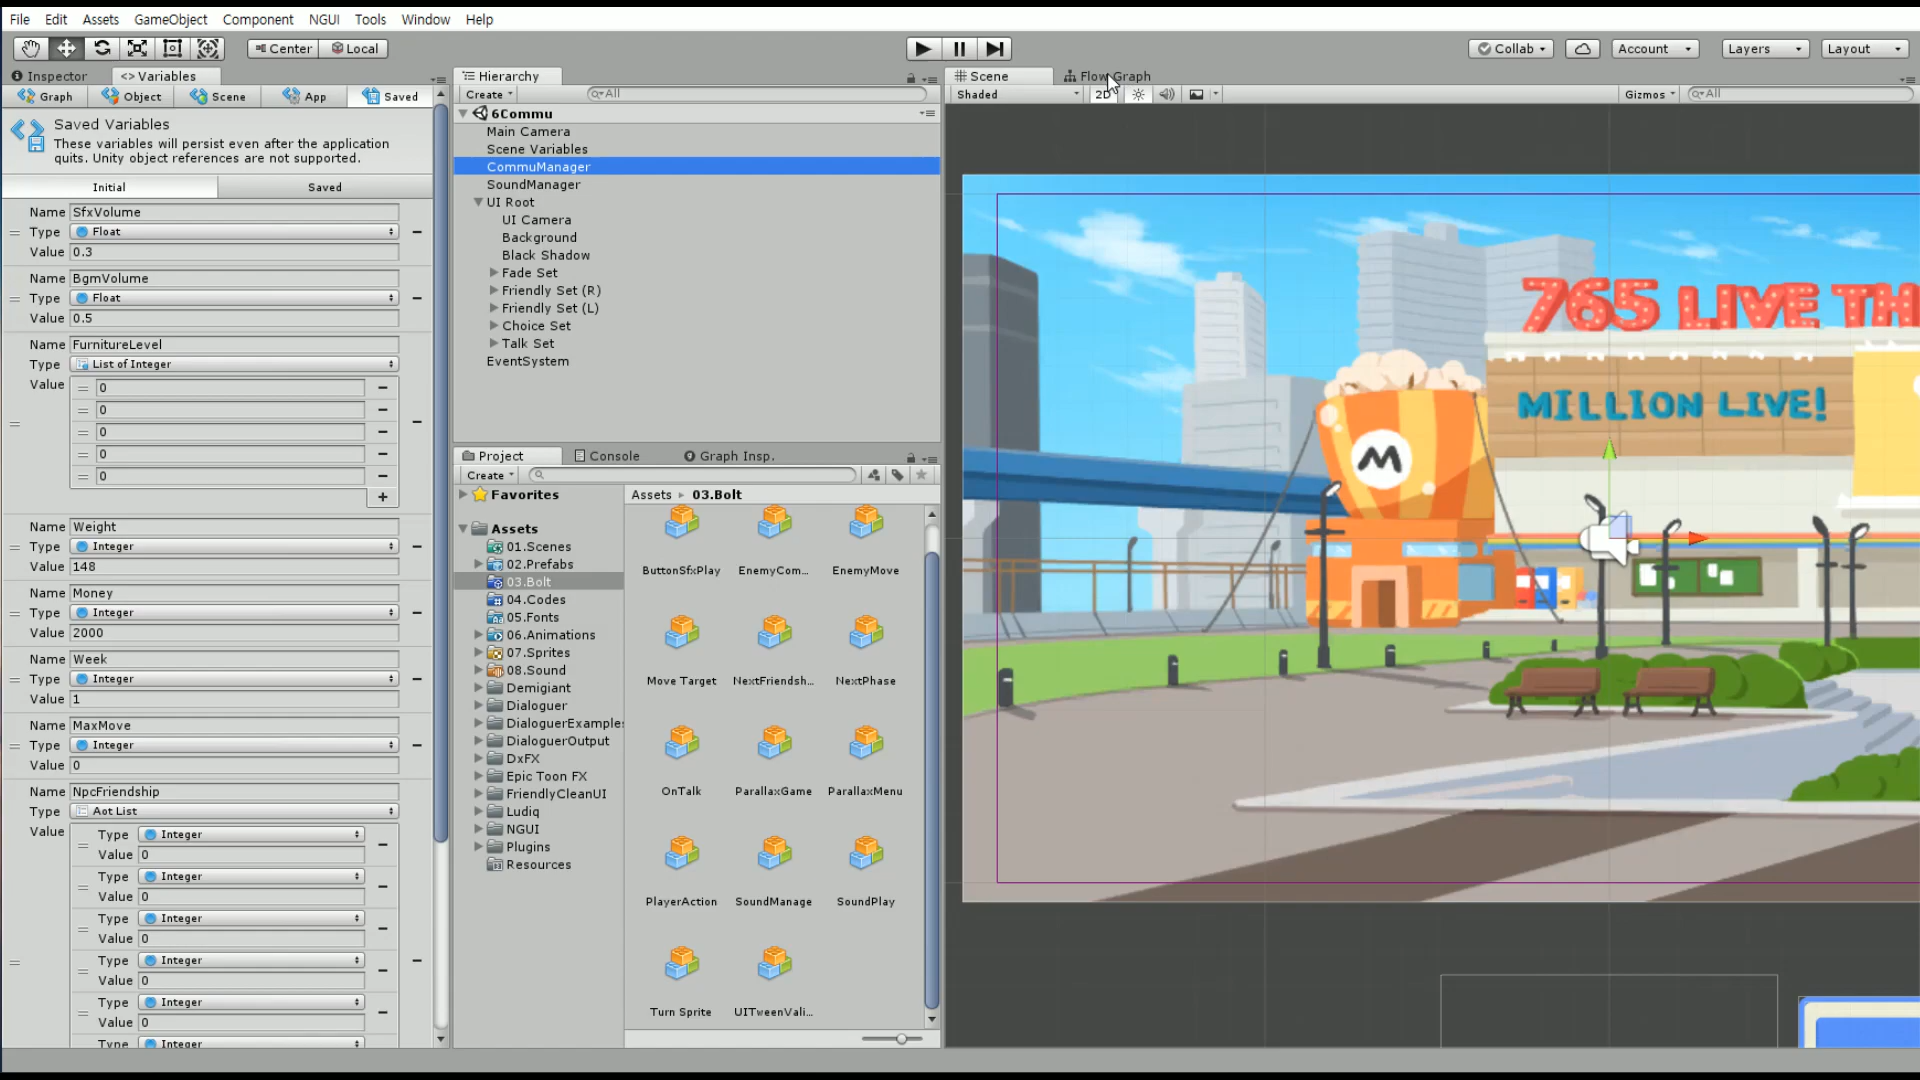 File Edit Assets GameObject Component NGUI Tools Window Help
Center Local Collab Account Layers Layout
Inspector <> Variables
Graph Object Scene App Saved
Saved Variables
These variables will persist even after the application
quits. Unity object references are not supported.
Initial Saved
Name SfxVolume
Type Float
Value 0.3
Name BgmVolume
Type Float
Value 0.5
Name FurnitureLevel
Type List of Integer
Value 0
0
0
0
0
Name Weight
Type Integer
Value 148
Name Money
Type Integer
Value 2000
Name Week
Type Integer
Value 1
Name MaxMove
Type Integer
Value 0
Name NpcFriendship
Type Aot List
Value Type Integer
Value 0
Type Integer
Value 0
Type Integer
Value 0
Type Integer
Value 0
Type Integer
Value 0
Type Integer
Hierarchy
Create All
6Commu
Main Camera
Scene Variables
CommuManager
SoundManager
UI Root
UI Camera
Background
Black Shadow
Fade Set
Friendly Set (R)
Friendly Set (L)
Choice Set
Talk Set
EventSystem
Project Console Graph Insp.
Create
Favorites
Assets
01.Scenes
02.Prefabs
03.Bolt
04.Codes
05.Fonts
06.Animations
07.Sprites
08.Sound
Demigiant
Dialoguer
DialoguerExamples
DialoguerOutput
DxFX
Epic Toon FX
FriendlyCleanUI
Ludiq
NGUI
Plugins
Resources
Assets 03.Bolt
ButtonSfxPlay EnemyCom... EnemyMove
Move Target NextFriendsh... NextPhase
OnTalk ParallaxGame ParallaxMenu
PlayerAction SoundManage SoundPlay
Turn Sprite UITweenVali...
Scene Flow Graph
Shaded 2D Gizmos All
765 LIVE TH
MILLION LIVE!
M